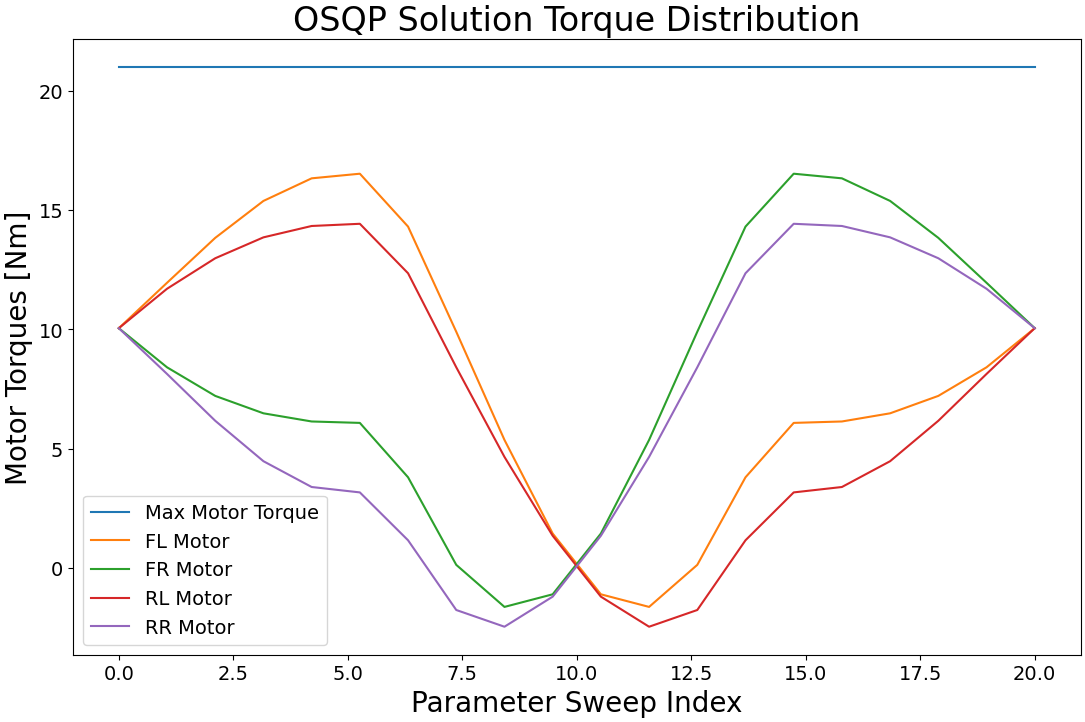 OSQP Solution Torque Distribution
Motor Torques [Nm]
20
15
10
5
0
Max Motor Torque
FL Motor
FR Motor
RL Motor
RR Motor
0.0 2.5 5.0 7.5 10.0 12.5 15.0 17.5 20.0
Parameter Sweep Index